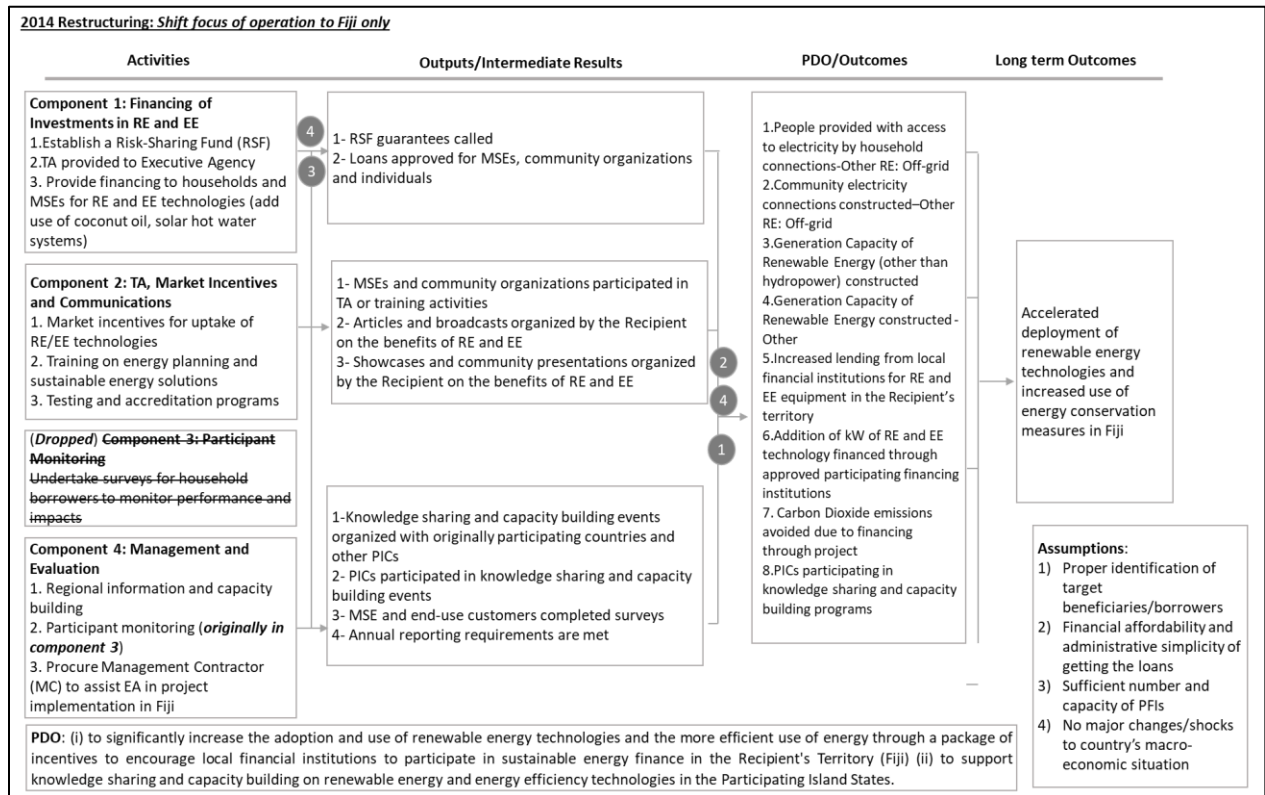 2014 Restructuring: Shift focus of operation to Fiji only
Activities
Outputs/Intermediate Results
PDO/Outcomes
Long term Outcomes
Component 1: Financing of
Investments in RE and EE
1.Establish a Risk-Sharing Fund (RSF)
2.TA provided to Executive Agency
3. Provide financing to households and
MSEs for RE and EE technologies (add
use of coconut oil, solar hot water
systems)
Component 2: TA, Market Incentives
and Communications
1. Market incentives for uptake of
RE/EE technologies
2. Training on energy planning and
sustainable energy solutions
3. Testing and accreditation programs
(Dropped) Component 3: Participant
Monitoring
Undertake surveys for household
borrowers to monitor performance and
impacts
Component 4: Management and
Evaluation
1. Regional information and capacity
building
2. Participant monitoring (originally in
component 3)
3. Procure Management Contractor
(MC) to assist EA in project
implementation in Fiji
4
3
1- RSF guarantees called
2- Loans approved for MSEs, community organizations
and individuals
1- MSEs and community organizations participated in
TA or training activities
2- Articles and broadcasts organized by the Recipient
on the benefits of RE and EE
3- Showcases and community presentations organized
by the Recipient on the benefits of RE and EE
1-Knowledge sharing and capacity building events
organized with originally participating countries and
other PICs
2- PICs participated in knowledge sharing and capacity
building events
3- MSE and end-use customers completed surveys
4- Annual reporting requirements are met
2
4
1
1.People provided with access
to electricity by household
connections-Other RE: Off-grid
2.Community electricity
connections constructed–Other
RE: Off-grid
3.Generation Capacity of
Renewable Energy (other than
hydropower) constructed
4.Generation Capacity of
Renewable Energy constructed-
Other
5.Increased lending from local
financial institutions for RE and
EE equipment in the Recipient's
territory
6.Addition of kW of RE and EE
technology financed through
approved participating financing
institutions
7. Carbon Dioxide emissions
avoided due to financing
through project
8.PICs participating in
knowledge sharing and capacity
building programs
Accelerated
deployment of
renewable energy
technologies and
increased use of
energy conservation
measures in Fiji
Assumptions:
1) Proper identification of
target
beneficiaries/borrowers
2) Financial affordability and
administrative simplicity of
getting the loans
3) Sufficient number and
capacity of PFIs
4) No major changes/shocks
to country's macro-
economic situation
PDO: (i) to significantly increase the adoption and use of renewable energy technologies and the more efficient use of energy through a package of
incentives to encourage local financial institutions to participate in sustainable energy finance in the Recipient's Territory (Fiji) (ii) to support
knowledge sharing and capacity building on renewable energy and energy efficiency technologies in the Participating Island States.